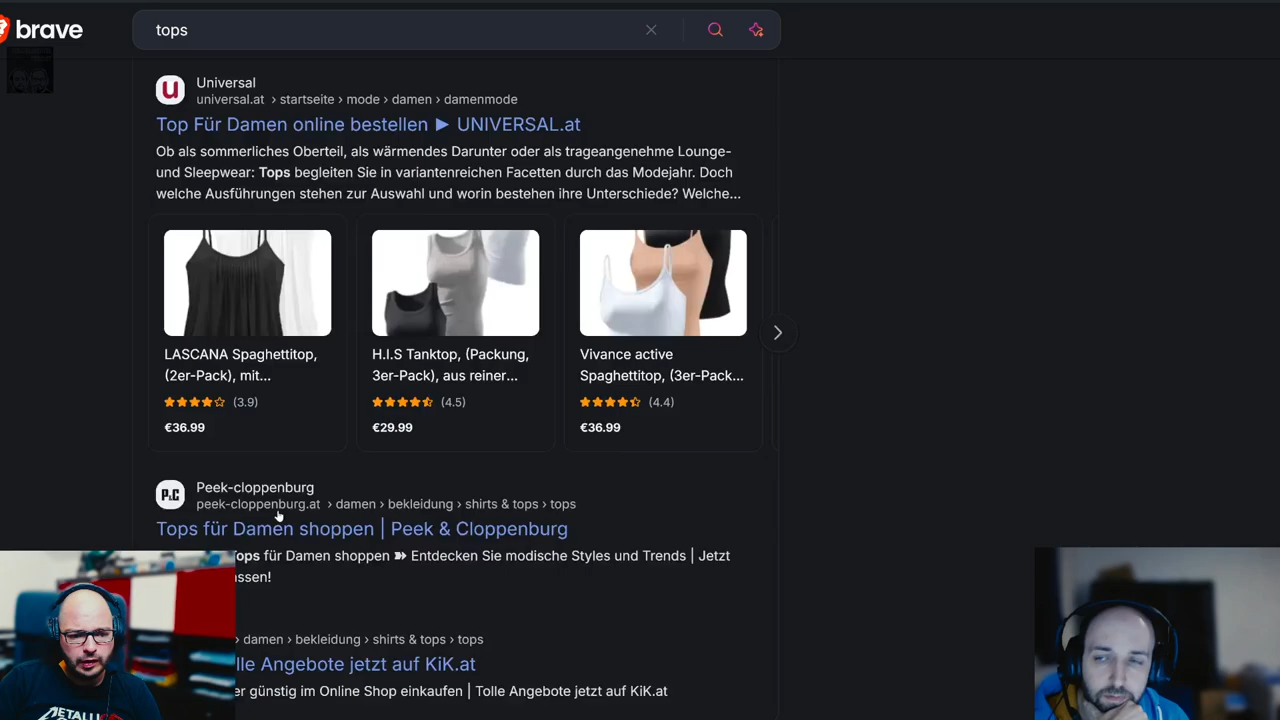 brave
tops
Universal
universal.at › startseite › mode › damen › damenmode
Top Für Damen online bestellen ► UNIVERSAL.at
Ob als sommerliches Oberteil, als wärmendes Darunter oder als trageangenehme Lounge-
und Sleepwear: Tops begleiten Sie in variantenreichen Facetten durch das Modejahr. Doch
welche Ausführungen stehen zur Auswahl und worin bestehen ihre Unterschiede? Welche...
LASCANA Spaghettitop,
(2er-Pack), mit...
(3.9)
€36.99
H.I.S Tanktop, (Packung,
3er-Pack), aus reiner...
(4.5)
€29.99
Vivance active
Spaghettitop, (3er-Pack...
(4.4)
€36.99
P&C
Peek-cloppenburg
peek-cloppenburg.at › damen › bekleidung › shirts & tops › tops
Tops für Damen shoppen | Peek & Cloppenburg
ops für Damen shoppen ➽ Entdecken Sie modische Styles und Trends | Jetzt
assen!
› damen › bekleidung › shirts & tops › tops
lle Angebote jetzt auf KiK.at
er günstig im Online Shop einkaufen | Tolle Angebote jetzt auf KiK.at
METALLI